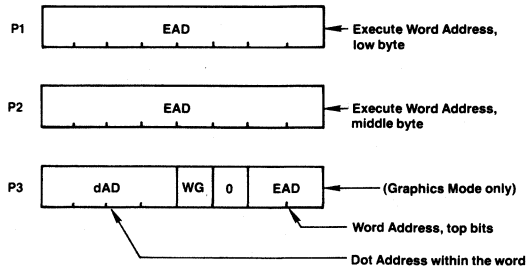 P1 EAD Execute Word Address,
low byte
P2 EAD Execute Word Address,
middle byte
P3 dAD WG 0 EAD (Graphics Mode only)
Word Address, top bits
Dot Address within the word